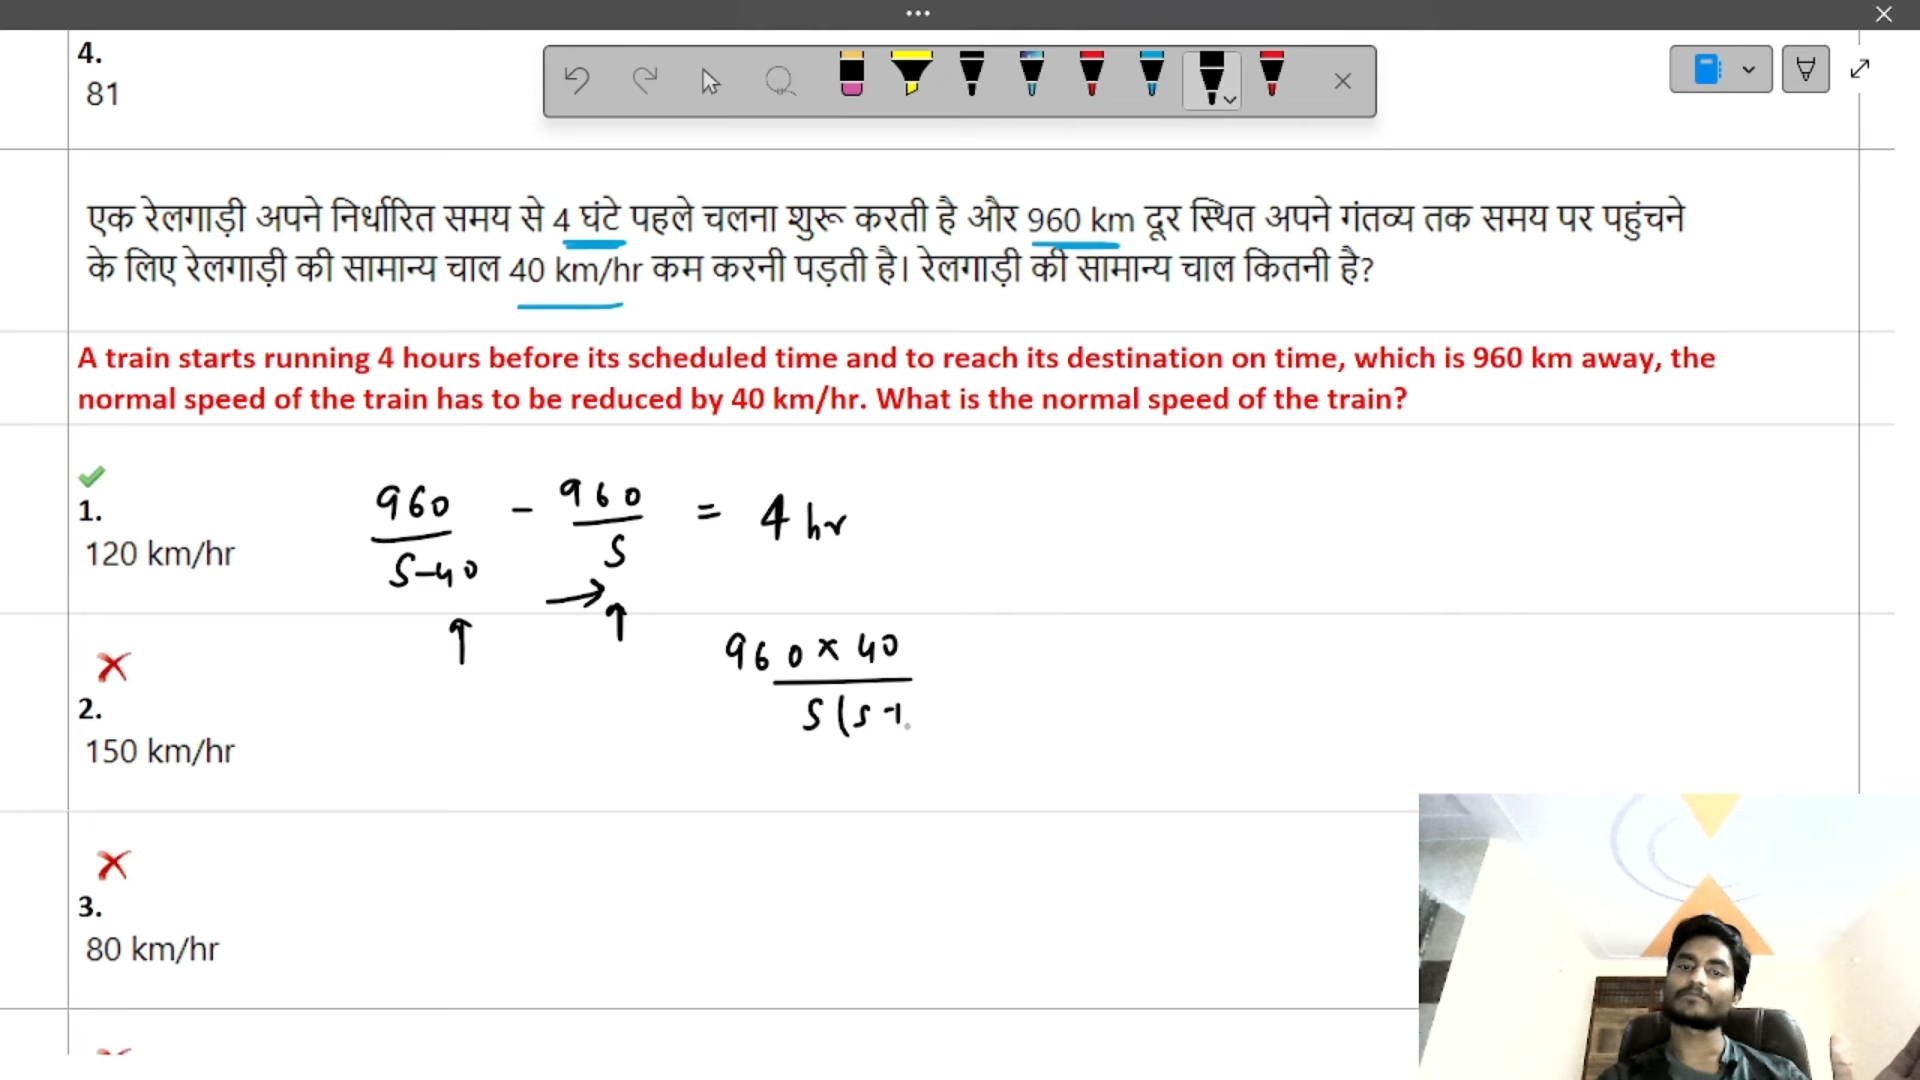 4.
81
एक रेलगाड़ी अपने निर्धारित समय से 4 घंटे पहले चलना शुरू करती है और 960 km दूर स्थित अपने गंतव्य तक समय पर पहुंचने
के लिए रेलगाड़ी की सामान्य चाल 40 km/hr कम करनी पड़ती है। रेलगाड़ी की सामान्य चाल कितनी है?
A train starts running 4 hours before its scheduled time and to reach its destination on time, which is 960 km away, the
normal speed of the train has to be reduced by 40 km/hr. What is the normal speed of the train?
1.
120 km/hr
960 - 960 = 4 hr
S-40 S
960 × 40
S(S-
2.
150 km/hr
3.
80 km/hr